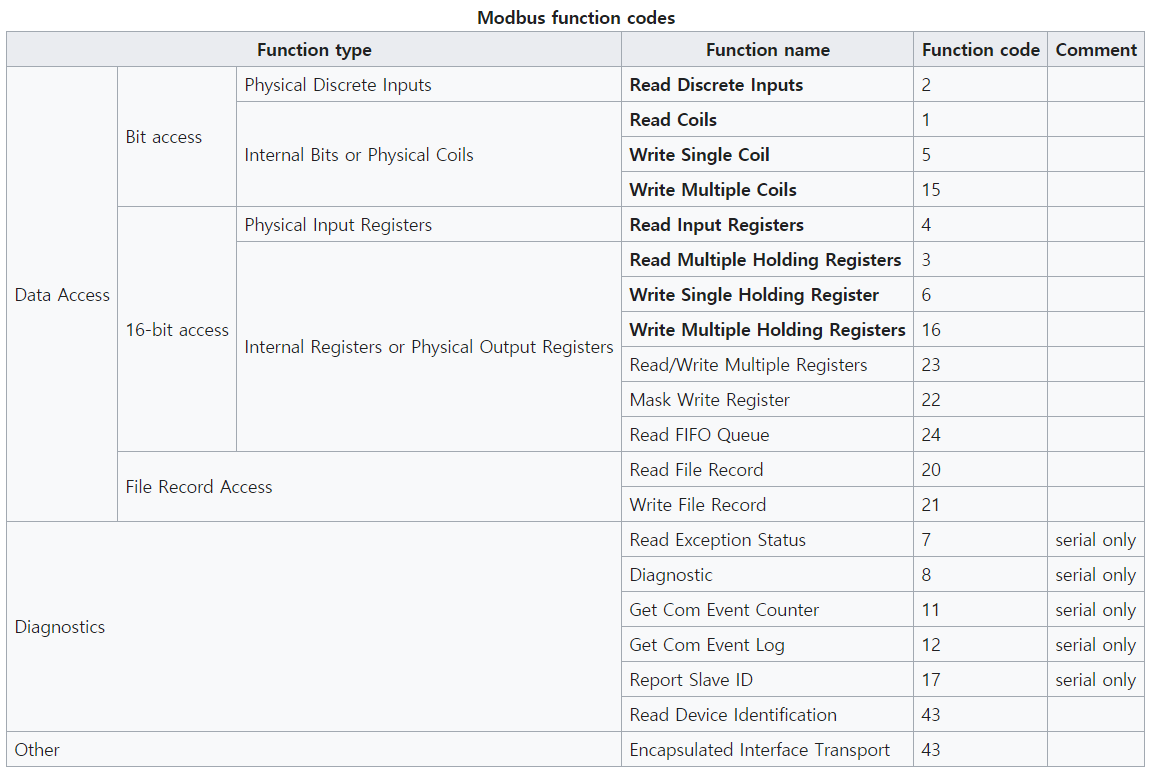 Modbus function codes
Function type Function name Function code Comment
Data Access Bit access Physical Discrete Inputs Read Discrete Inputs 2
Internal Bits or Physical Coils Read Coils 1
Write Single Coil 5
Write Multiple Coils 15
16-bit access Physical Input Registers Read Input Registers 4
Internal Registers or Physical Output Registers Read Multiple Holding Registers 3
Write Single Holding Register 6
Write Multiple Holding Registers 16
Read/Write Multiple Registers 23
Mask Write Register 22
Read FIFO Queue 24
File Record Access Read File Record 20
Write File Record 21
Diagnostics Read Exception Status 7 serial only
Diagnostic 8 serial only
Get Com Event Counter 11 serial only
Get Com Event Log 12 serial only
Report Slave ID 17 serial only
Read Device Identification 43
Other Encapsulated Interface Transport 43